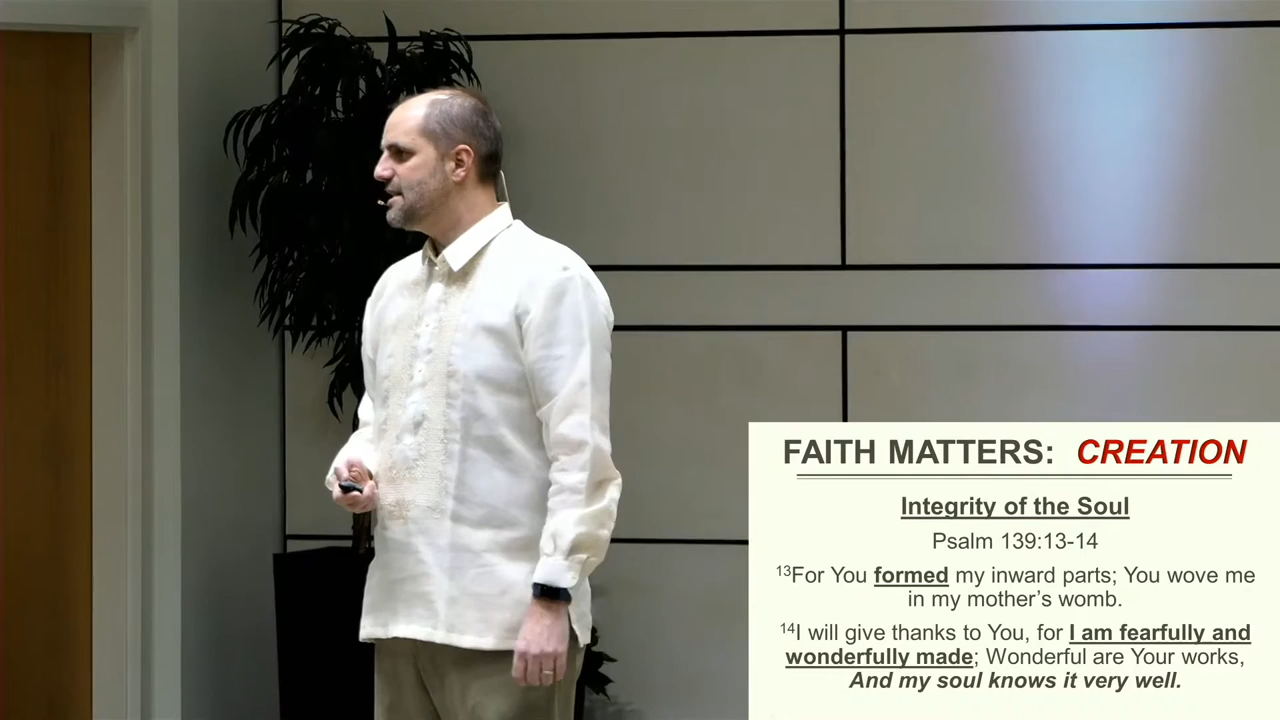 FAITH MATTERS: CREATION
Integrity of the Soul
Psalm 139:13-14
13For You formed my inward parts; You wove me
in my mother's womb.
14I will give thanks to You, for I am fearfully and
wonderfully made; Wonderful are Your works,
And my soul knows it very well.